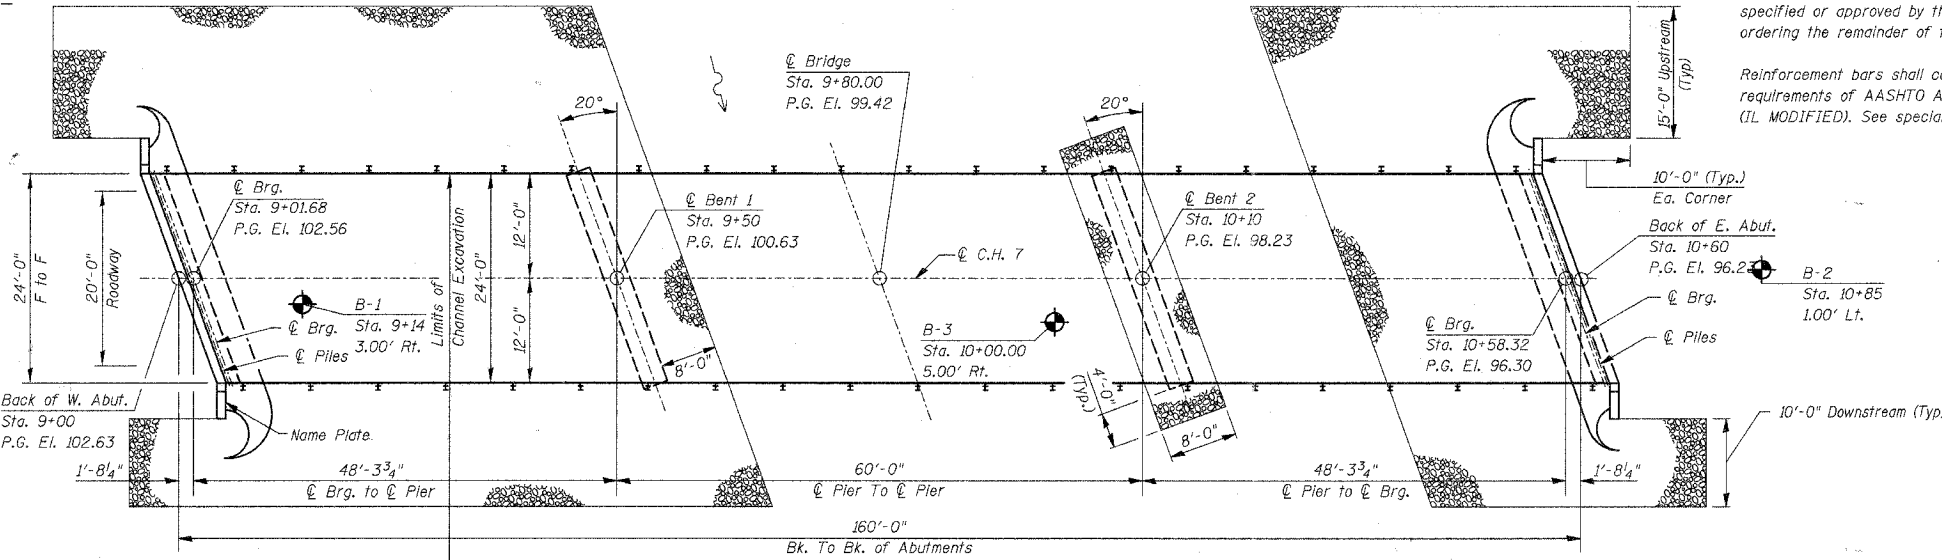 specified or approved by th
ordering the remainder of t
Reinforcement bars shall c
requirements of AASHTO
(IL MODIFIED). See specia
15'-0" Upstream
(Typ)
℄ Bridge
Sta. 9+80.00
P.G. El. 99.42
20°
20°
10'-0" (Typ.)
Ea. Corner
℄ Brg.
Sta. 9+01.68
P.G. El. 102.56
℄ Bent 1
Sta. 9+50
P.G. El. 100.63
℄ Bent 2
Sta. 10+10
P.G. El. 98.23
Back of E. Abut.
Sta. 10+60
P.G. El. 96.23
24'-0"
F to F
20'-0"
Roadway
Limits of
Channel Excavation
24'-0"
12'-0"
12'-0"
℄ C.H. 7
B-1
Sta. 9+14
3.00' Rt.
℄ Brg.
℄ Piles
8'-0"
B-3
Sta. 10+00.00
5.00' Rt.
℄ Brg.
Sta. 10+58.32
P.G. El. 96.30
℄ Brg.
℄ Piles
B-2
Sta. 10+85
1.00' Lt.
Back of W. Abut.
Sta. 9+00
P.G. El. 102.63
Name Plate
4'-0"
(Typ.)
8'-0"
10'-0" Downstream (Typ.
1'-8¼"
48'-3¾"
℄ Brg. to ℄ Pier
60'-0"
℄ Pier To ℄ Pier
48'-3¾"
℄ Pier to ℄ Brg.
1'-8¼"
160'-0"
Bk. To Bk. of Abutments